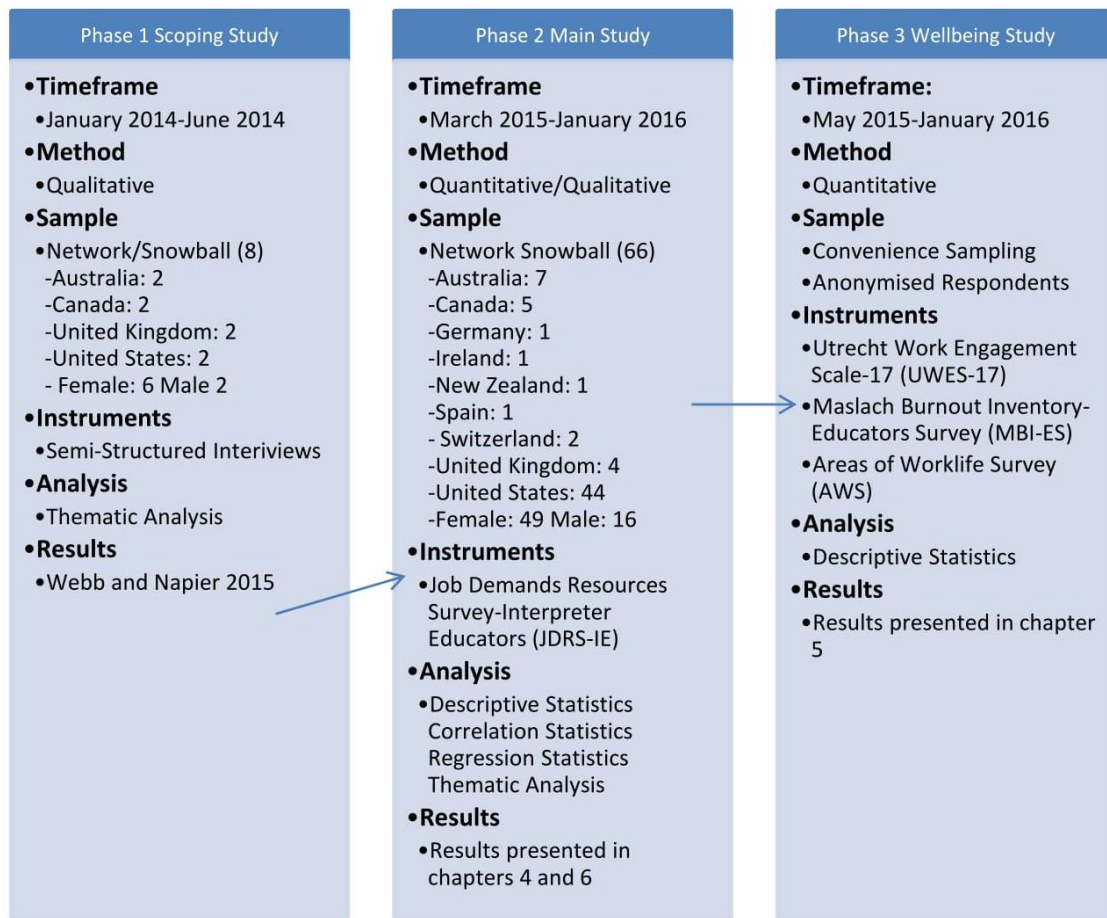 Phase 1 Scoping Study
•Timeframe
•January 2014-June 2014
•Method
•Qualitative
•Sample
•Network/Snowball (8)
-Australia: 2
-Canada: 2
-United Kingdom: 2
-United States: 2
- Female: 6 Male 2
•Instruments
•Semi-Structured Interiviews
•Analysis
•Thematic Analysis
•Results
•Webb and Napier 2015
Phase 2 Main Study
•Timeframe
•March 2015-January 2016
•Method
•Quantitative/Qualitative
•Sample
•Network Snowball (66)
-Australia: 7
-Canada: 5
-Germany: 1
-Ireland: 1
-New Zealand: 1
-Spain: 1
- Switzerland: 2
-United Kingdom: 4
-United States: 44
-Female: 49 Male: 16
•Instruments
•Job Demands Resources
Survey-Interpreter
Educators (JDRS-IE)
•Analysis
•Descriptive Statistics
Correlation Statistics
Regression Statistics
Thematic Analysis
•Results
•Results presented in
chapters 4 and 6
Phase 3 Wellbeing Study
•Timeframe:
•May 2015-January 2016
•Method
•Quantitative
•Sample
•Convenience Sampling
•Anonymised Respondents
•Instruments
•Utrecht Work Engagement
Scale-17 (UWES-17)
•Maslach Burnout Inventory-
Educators Survey (MBI-ES)
•Areas of Worklife Survey
(AWS)
•Analysis
•Descriptive Statistics
•Results
•Results presented in chapter
5